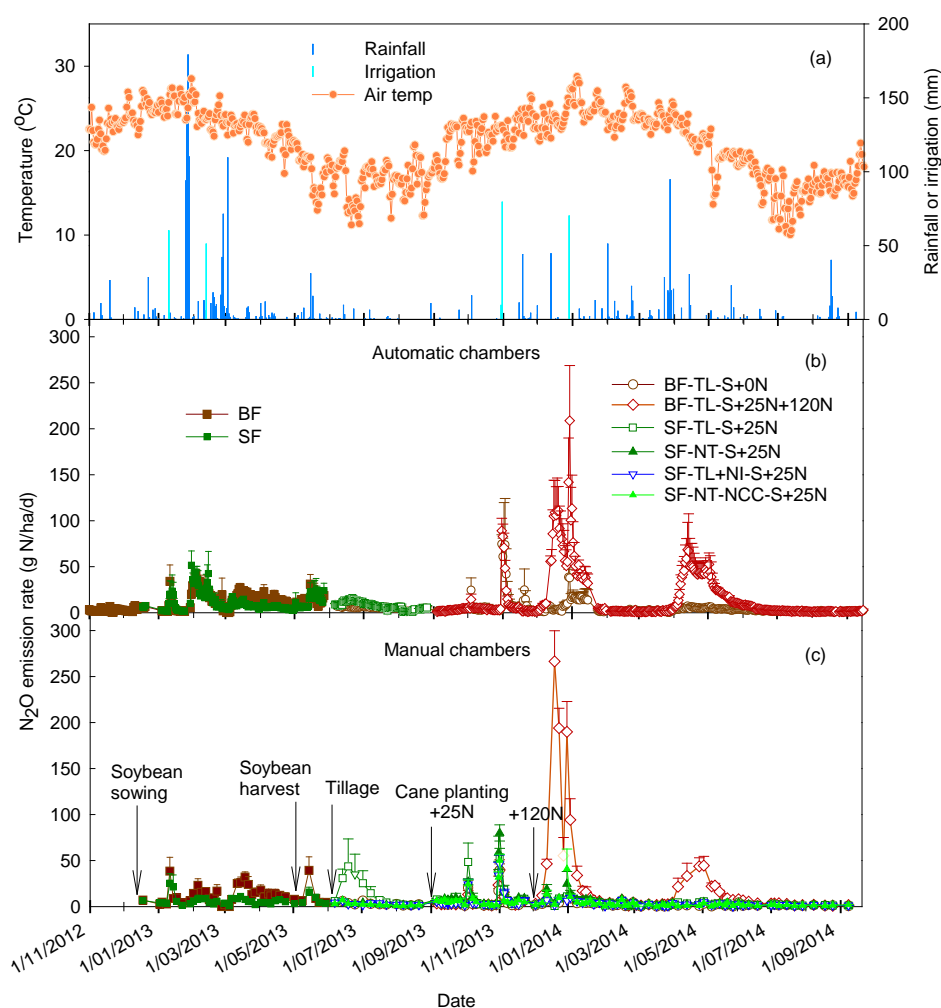 (a)
Rainfall
Irrigation
Air temp
Temperature (°C)
0
10
20
30
Rainfall or irrigation (mm)
0
50
100
150
200
(b)
Automatic chambers
BF
SF
BF-TL-S+0N
BF-TL-S+25N+120N
SF-TL-S+25N
SF-NT-S+25N
SF-TL+NI-S+25N
SF-NT-NCC-S+25N
300
250
200
150
100
50
0
N2O emission rate (g N/ha/d)
(c)
Manual chambers
300
250
200
150
100
50
0
Soybean
sowing
Soybean
harvest
Tillage
Cane planting
+25N
+120N
1/11/2012
1/01/2013
1/03/2013
1/05/2013
1/07/2013
1/09/2013
1/11/2013
1/01/2014
1/03/2014
1/05/2014
1/07/2014
1/09/2014
Date